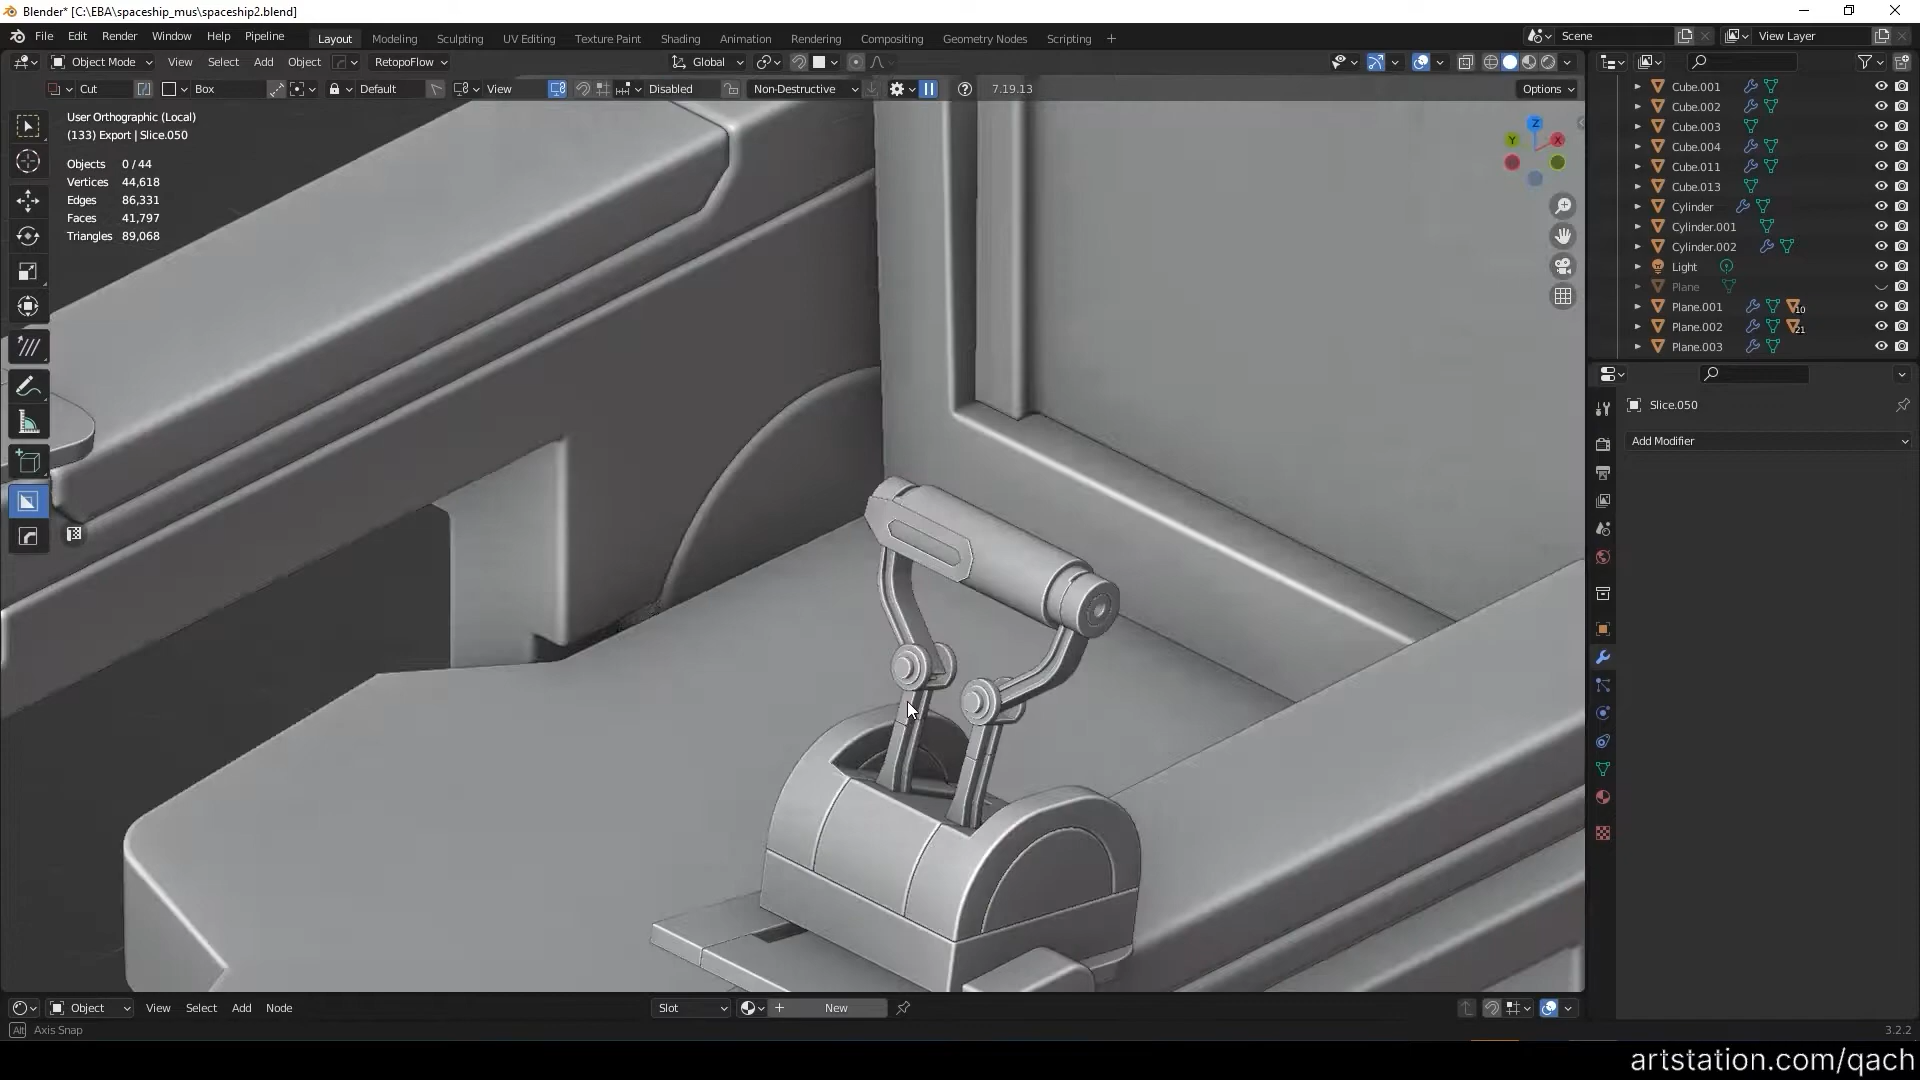 Blender* [C:\EBA\spaceship_mus\spaceship2.blend]
File Edit Render Window Help Pipeline Layout Modeling Sculpting UV Editing Texture Paint Shading Animation Rendering Compositing Geometry Nodes Scripting + Scene View Layer
Object Mode View Select Add Object RetopoFlow Global
Cut Box Default View Disabled Non-Destructive 7.19.13 Options
User Orthographic (Local)
(133) Export | Slice.050
Objects 0 / 44
Vertices 44,618
Edges 86,331
Faces 41,797
Triangles 89,068
Z
Y X
Cube.001
Cube.002
Cube.003
Cube.004
Cube.011
Cube.013
Cylinder
Cylinder.001
Cylinder.002
Light
Plane
Plane.001 10
Plane.002 21
Plane.003
Slice.050
Add Modifier
Object View Select Add Node Slot New
Alt Axis Snap 3.2.2
artstation.com/qach